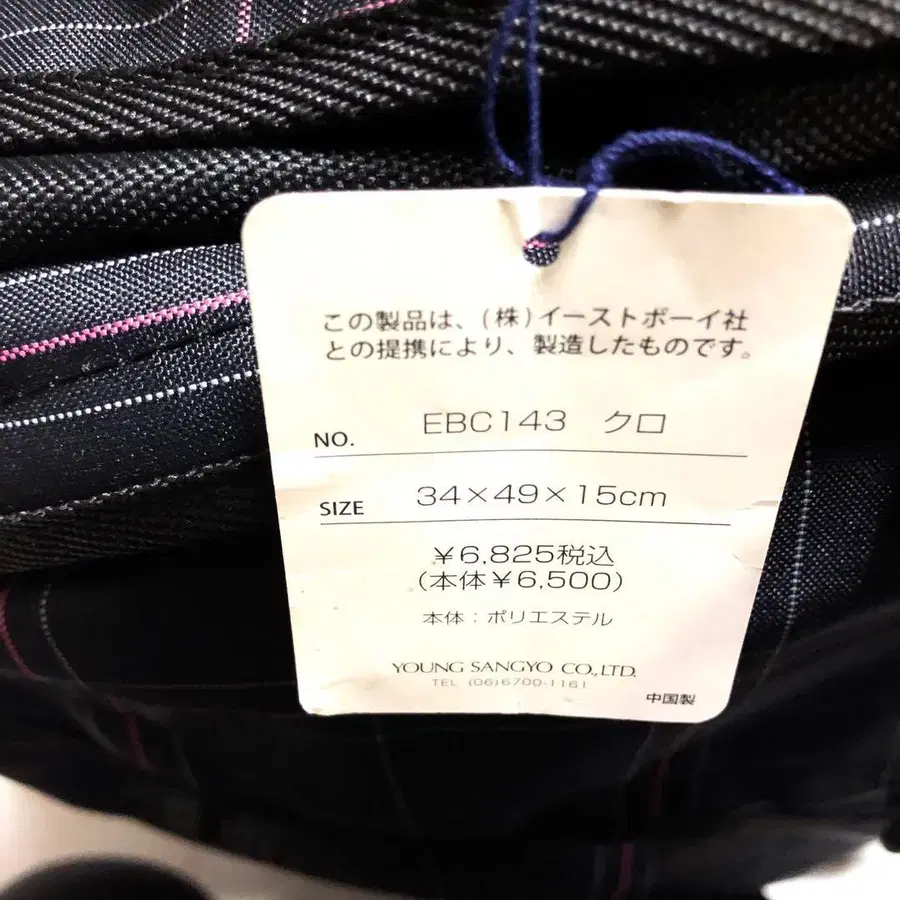 この製品は、(株)イーストボーイ社
との提携により、製造したものです。
NO. EBC143 クロ
SIZE 34×49×15cm
￥6,825税込
(本体￥6,500)
本体：ポリエステル
YOUNG SANGYO CO.,LTD.
TEL (06)6700-1161
中国製